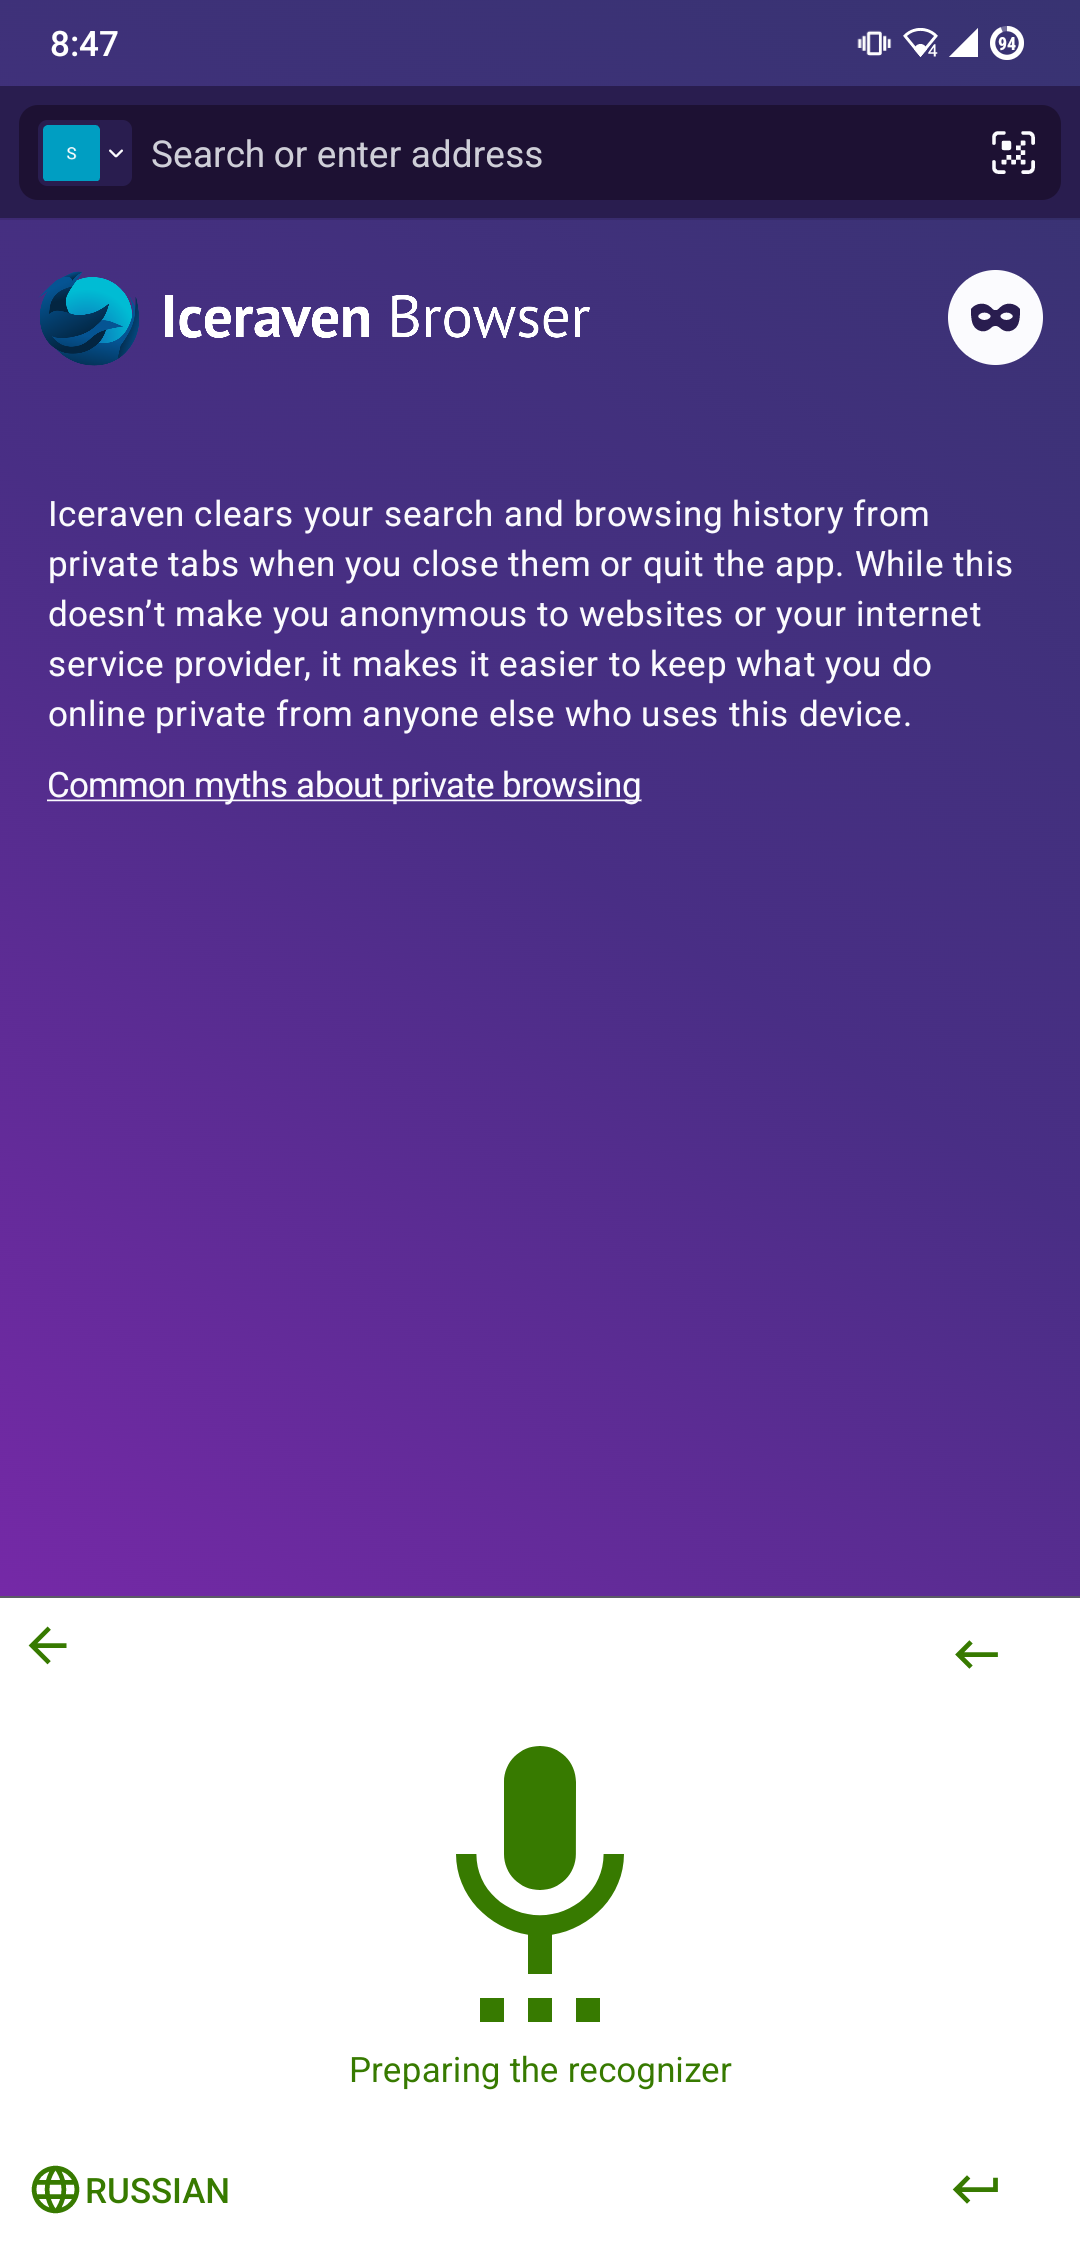 8:47
4
94
S
Search or enter address
Iceraven Browser
Iceraven clears your search and browsing history from
private tabs when you close them or quit the app. While this
doesn’t make you anonymous to websites or your internet
service provider, it makes it easier to keep what you do
online private from anyone else who uses this device.
Common myths about private browsing
Preparing the recognizer
RUSSIAN